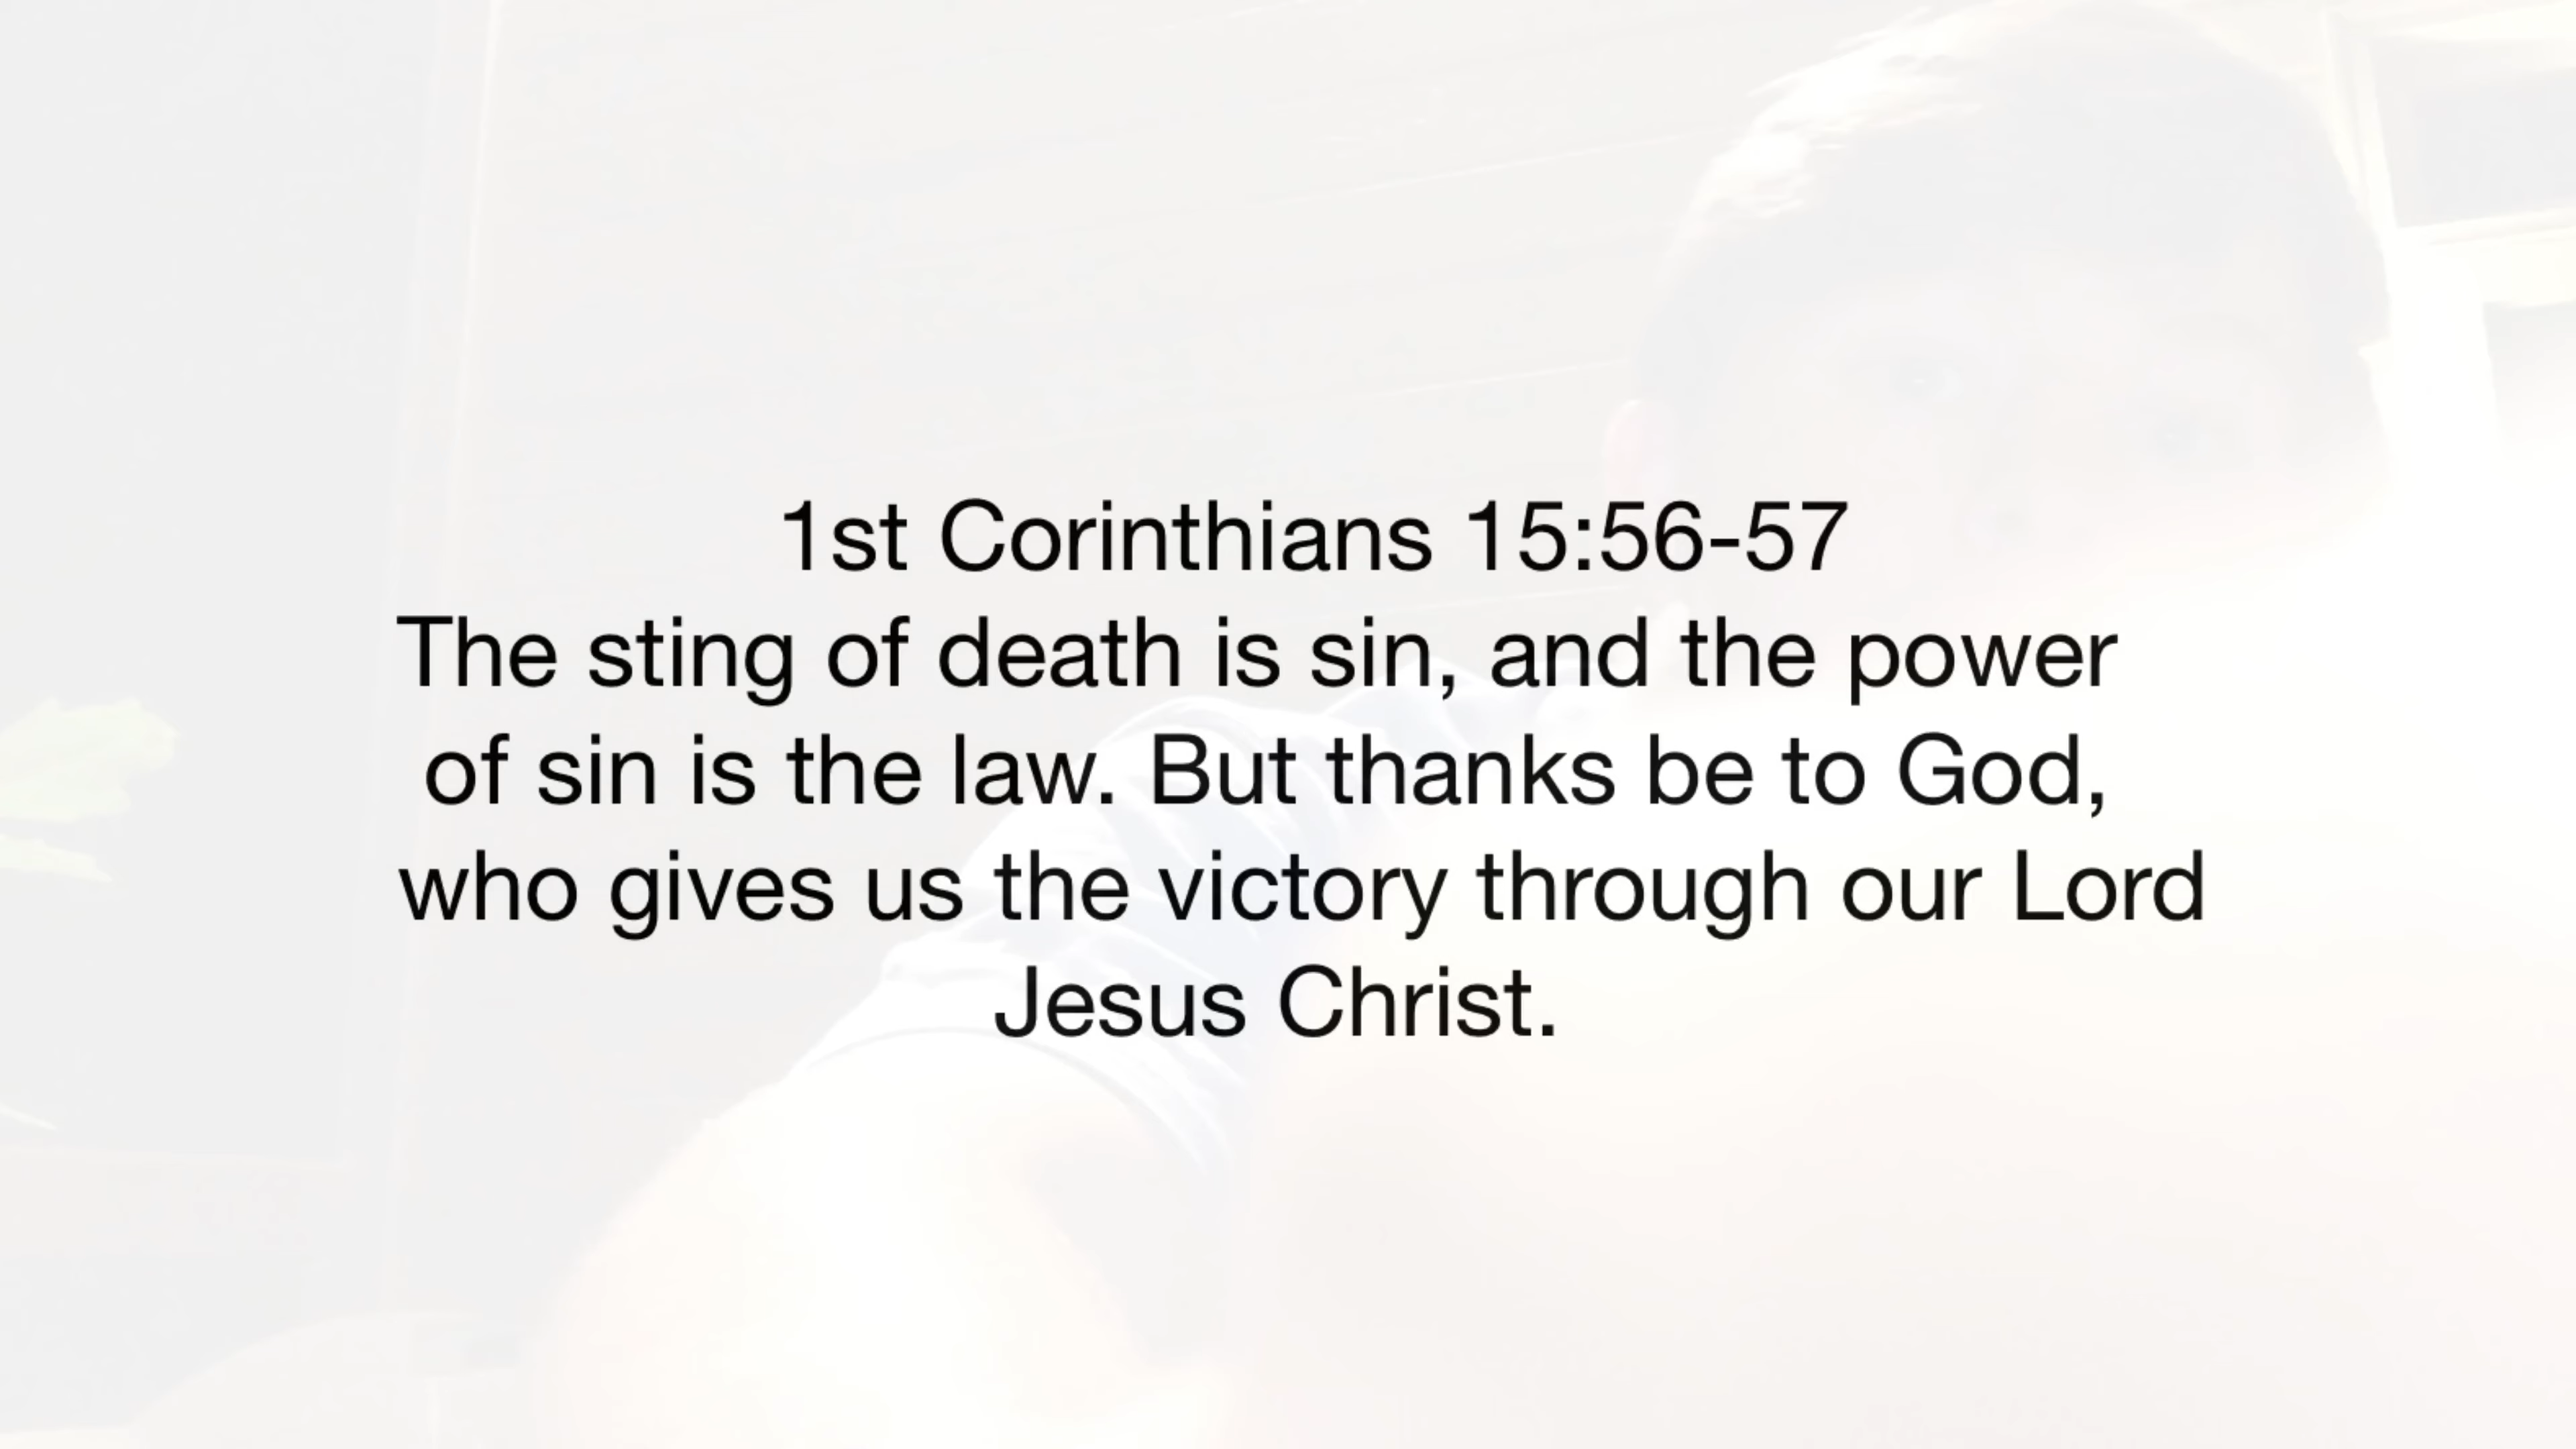 1st Corinthians 15:56-57
The sting of death is sin, and the power
of sin is the law. But thanks be to God,
who gives us the victory through our Lord
Jesus Christ.